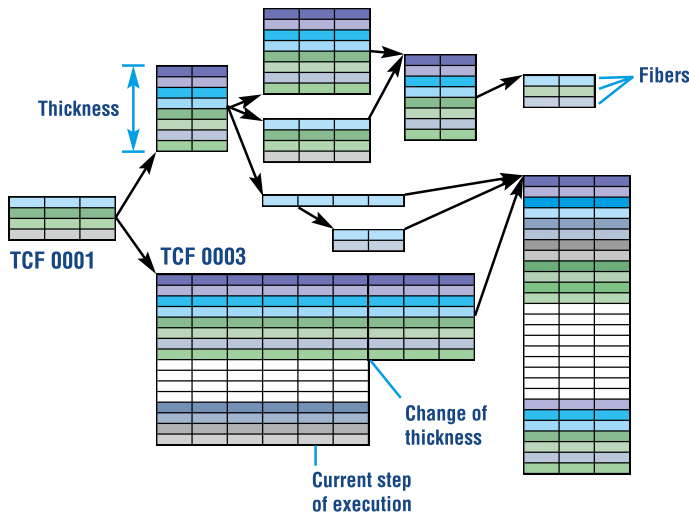 Fibers
Thickness
TCF 0001
TCF 0003
Change of
thickness
Current step
of execution